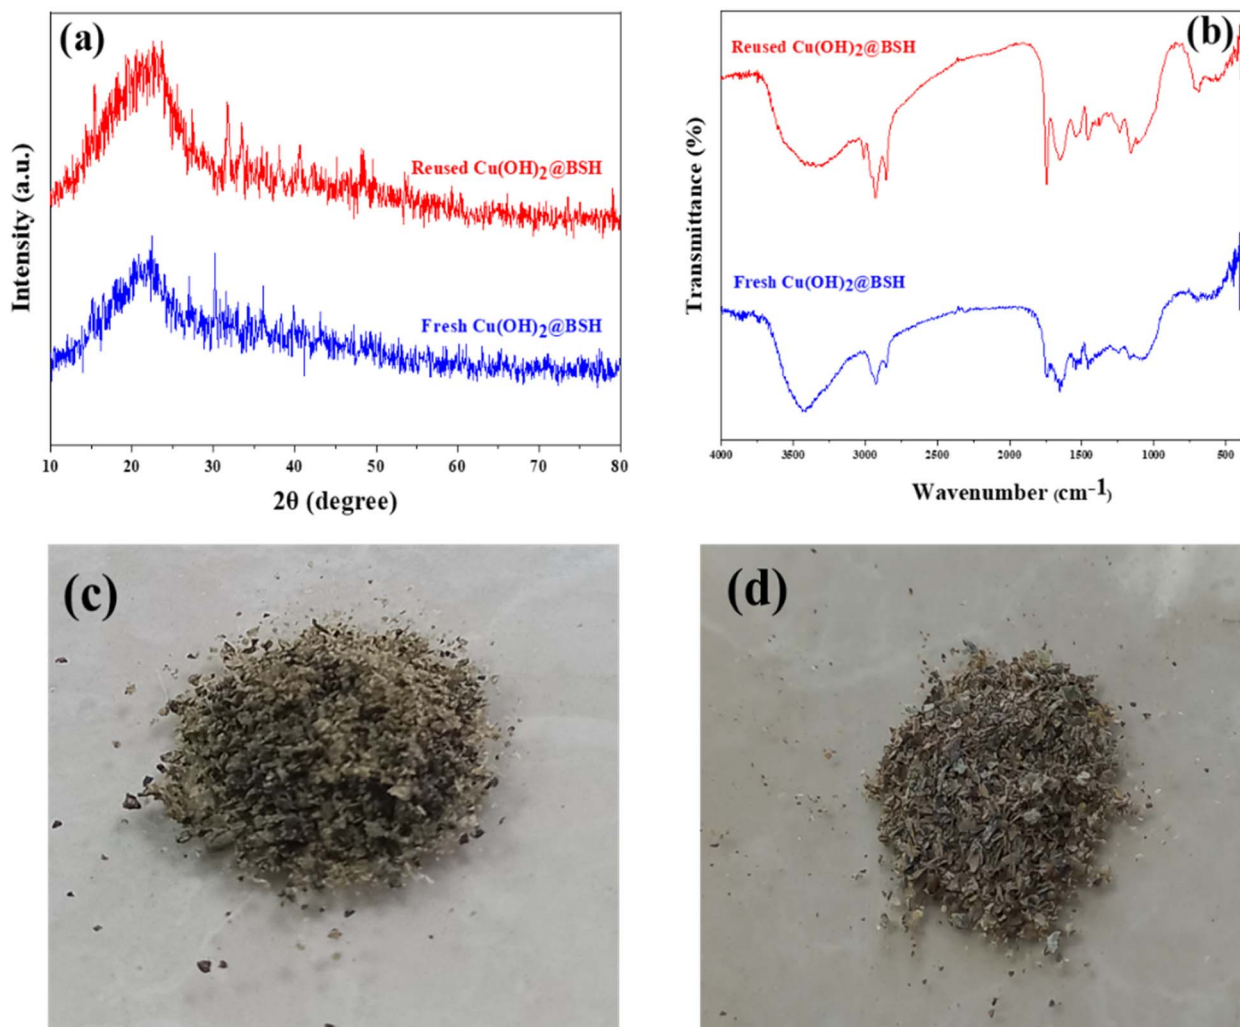 (a)
Intensity (a.u.)
Reused Cu(OH)2@BSH
Fresh Cu(OH)2@BSH
10 20 30 40 50 60 70 80
2θ (degree)
(b)
Transmittance (%)
Reused Cu(OH)2@BSH
Fresh Cu(OH)2@BSH
4000 3500 3000 2500 2000 1500 1000 500
Wavenumber (cm-1)
(c)
(d)